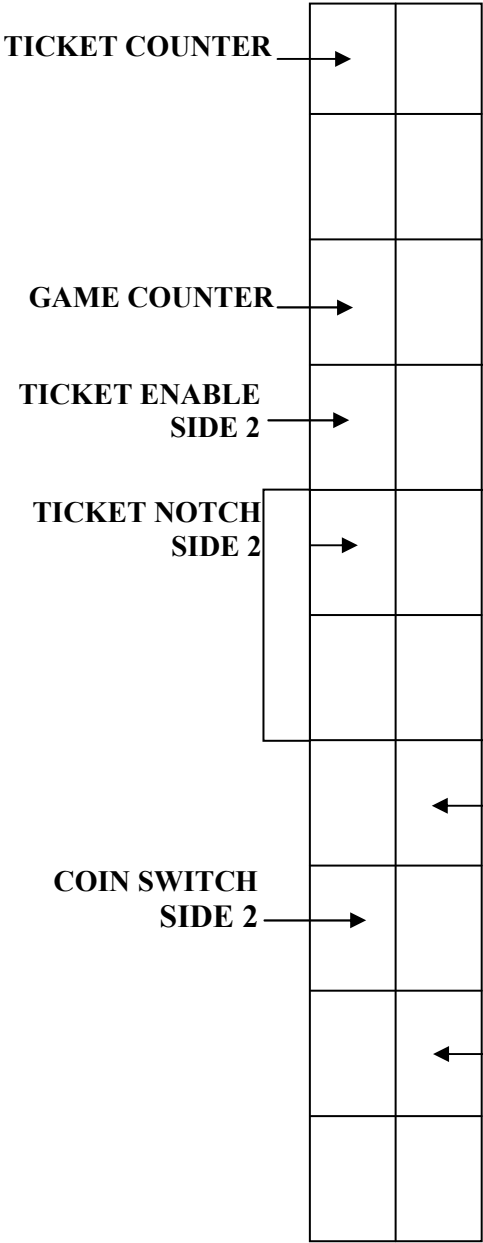 TICKET COUNTER
GAME COUNTER
TICKET ENABLE
SIDE 2
TICKET NOTCH
SIDE 2
COIN SWITCH
SIDE 2